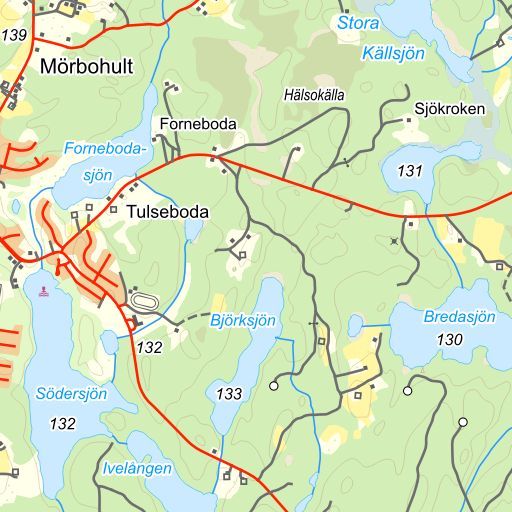 Stora
139
Källsjön
Mörbohult
Hälsokälla
Sjökroken
Forneboda
Forneboda-
sjön
131
Tulseboda
Björksjön
Bredasjön
130
132
Södersjön
133
132
Ivelången